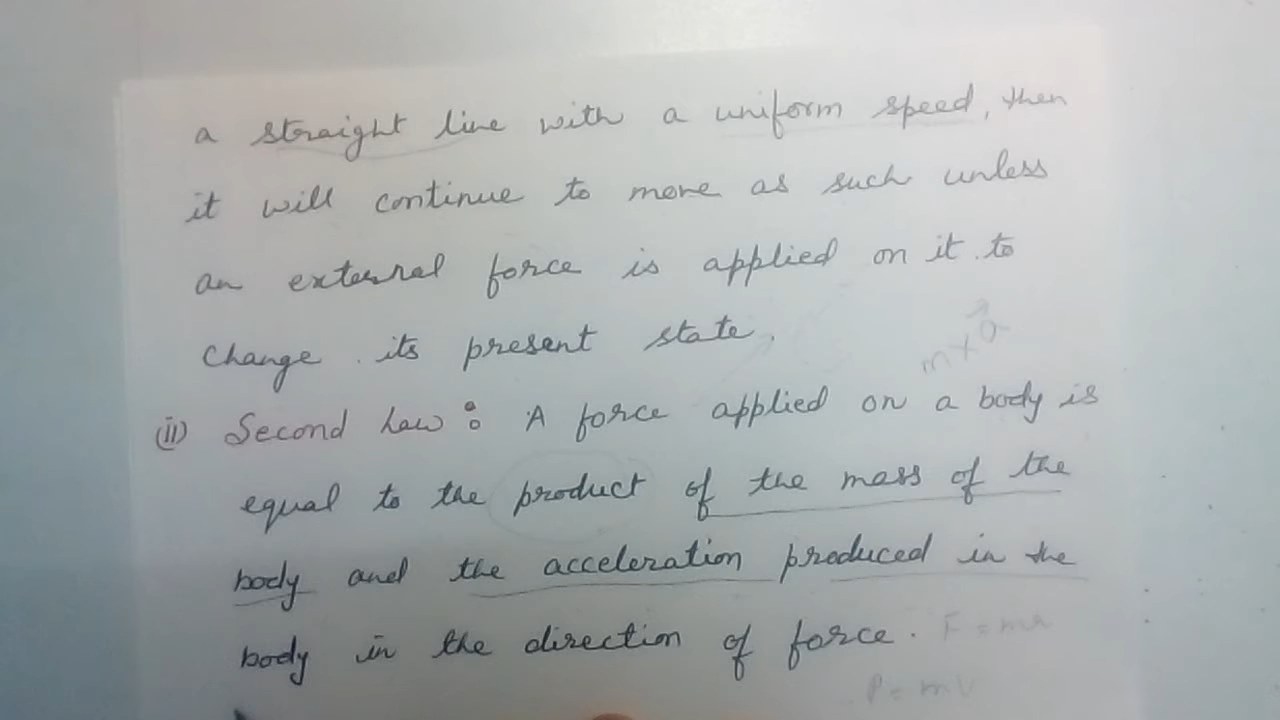 a straight line with a uniform speed, then
it will continue to move as such unless
an external force is applied on it to
change its present state.
m x a
(ii) Second Law : A force applied on a body is
equal to the product of the mass of the
body and the acceleration produced in the
body in the direction of force. F = ma
P = mv